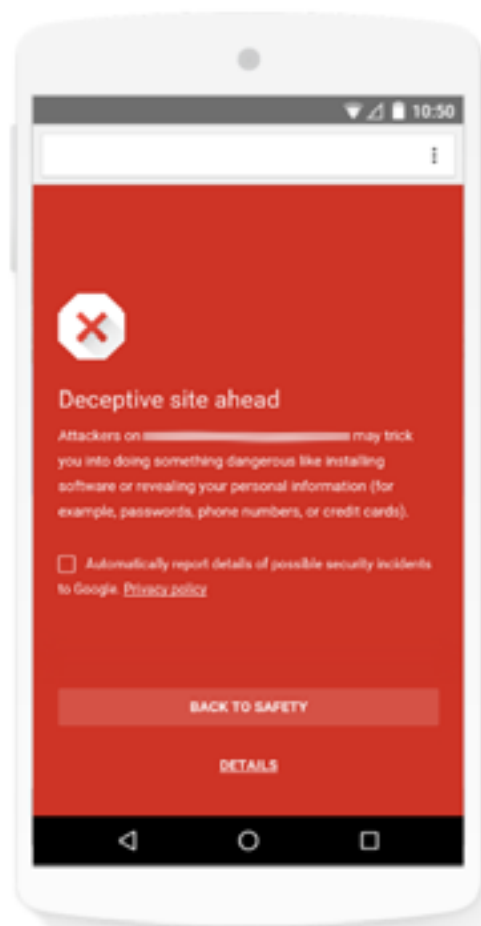 10:50
Deceptive site ahead
Attackers on may trick
you into doing something dangerous like installing
software or revealing your personal information (for
example, passwords, phone numbers, or credit cards).
Automatically report details of possible security incidents
to Google. Privacy policy
BACK TO SAFETY
DETAILS